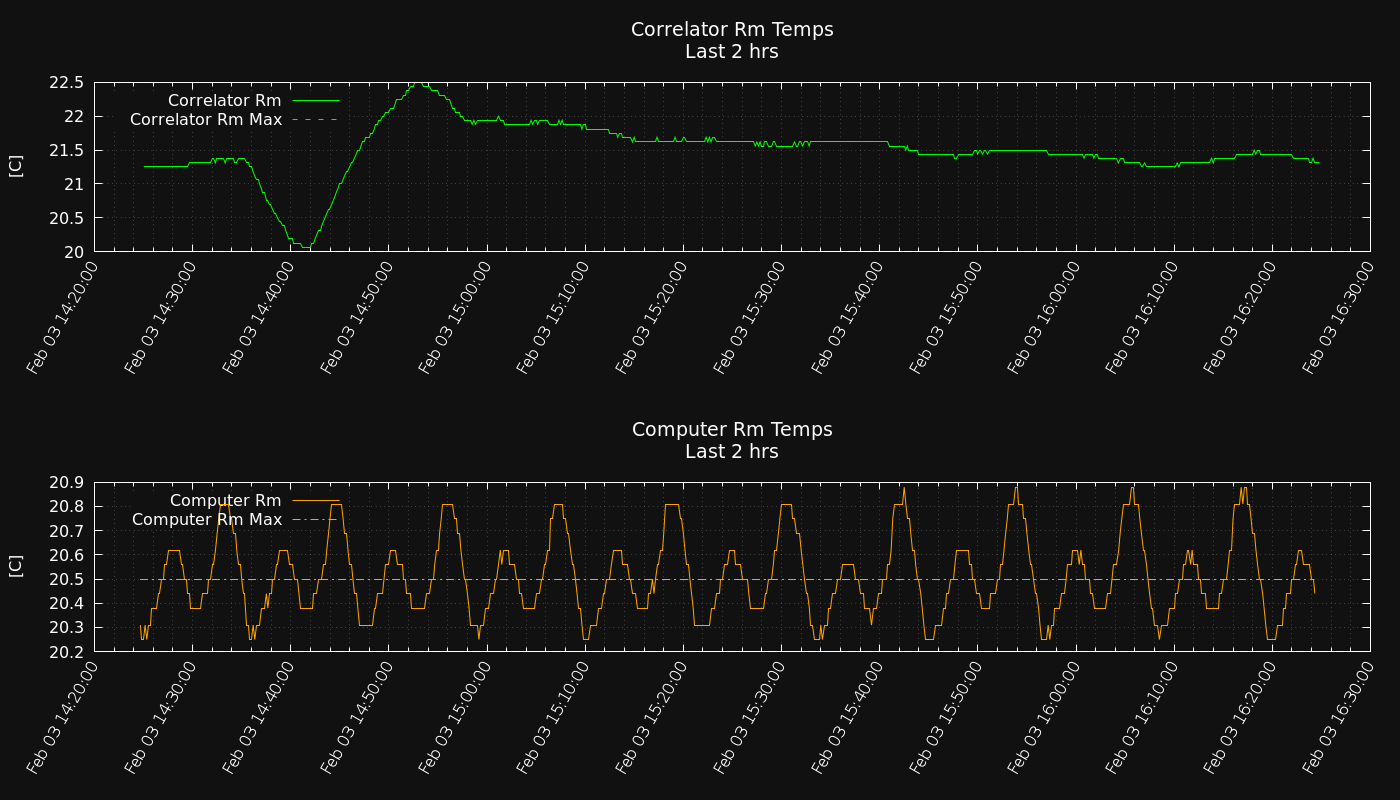 Correlator Rm Temps
Last 2 hrs
Correlator Rm
Correlator Rm Max
[C]
22.5
22
21.5
21
20.5
20
Feb 03 14:20:00
Feb 03 14:30:00
Feb 03 14:40:00
Feb 03 14:50:00
Feb 03 15:00:00
Feb 03 15:10:00
Feb 03 15:20:00
Feb 03 15:30:00
Feb 03 15:40:00
Feb 03 15:50:00
Feb 03 16:00:00
Feb 03 16:10:00
Feb 03 16:20:00
Feb 03 16:30:00
Computer Rm Temps
Last 2 hrs
Computer Rm
Computer Rm Max
[C]
20.9
20.8
20.7
20.6
20.5
20.4
20.3
20.2
Feb 03 14:20:00
Feb 03 14:30:00
Feb 03 14:40:00
Feb 03 14:50:00
Feb 03 15:00:00
Feb 03 15:10:00
Feb 03 15:20:00
Feb 03 15:30:00
Feb 03 15:40:00
Feb 03 15:50:00
Feb 03 16:00:00
Feb 03 16:10:00
Feb 03 16:20:00
Feb 03 16:30:00